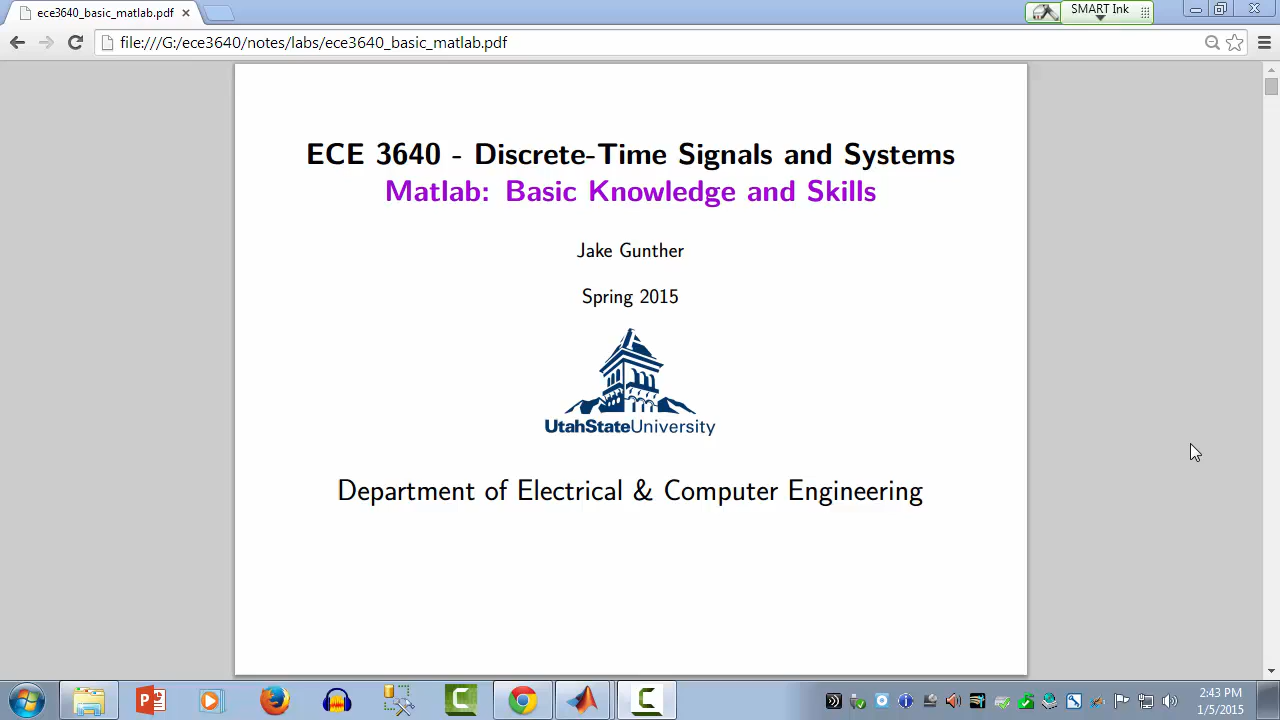 ece3640_basic_matlab.pdf
SMART Ink
file:///G:/ece3640/notes/labs/ece3640_basic_matlab.pdf
ECE 3640 - Discrete-Time Signals and Systems
Matlab: Basic Knowledge and Skills
Jake Gunther
Spring 2015
UtahStateUniversity
Department of Electrical & Computer Engineering
2:43 PM
1/5/2015